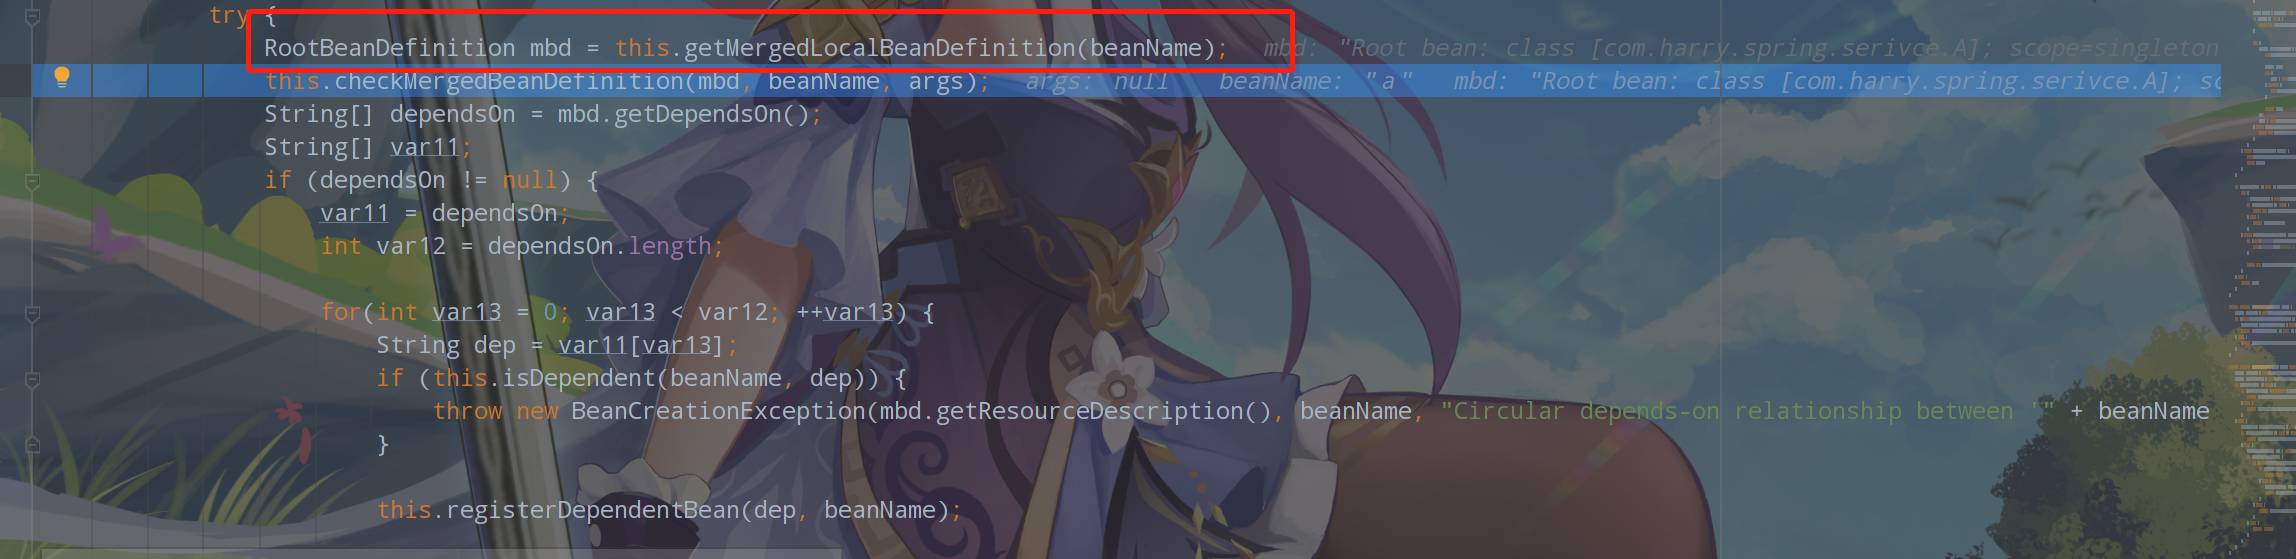 try {
RootBeanDefinition mbd = this.getMergedLocalBeanDefinition(beanName); mbd: "Root bean: class [com.harry.spring.serivce.A]; scope=singleton
this.checkMergedBeanDefinition(mbd, beanName, args); args: null beanName: "a" mbd: "Root bean: class [com.harry.spring.serivce.A]; sc
String[] dependsOn = mbd.getDependsOn();
String[] var11;
if (dependsOn != null) {
var11 = dependsOn;
int var12 = dependsOn.length;
for(int var13 = 0; var13 < var12; ++var13) {
String dep = var11[var13];
if (this.isDependent(beanName, dep)) {
throw new BeanCreationException(mbd.getResourceDescription(), beanName, "Circular depends-on relationship between '" + beanName
}
this.registerDependentBean(dep, beanName);